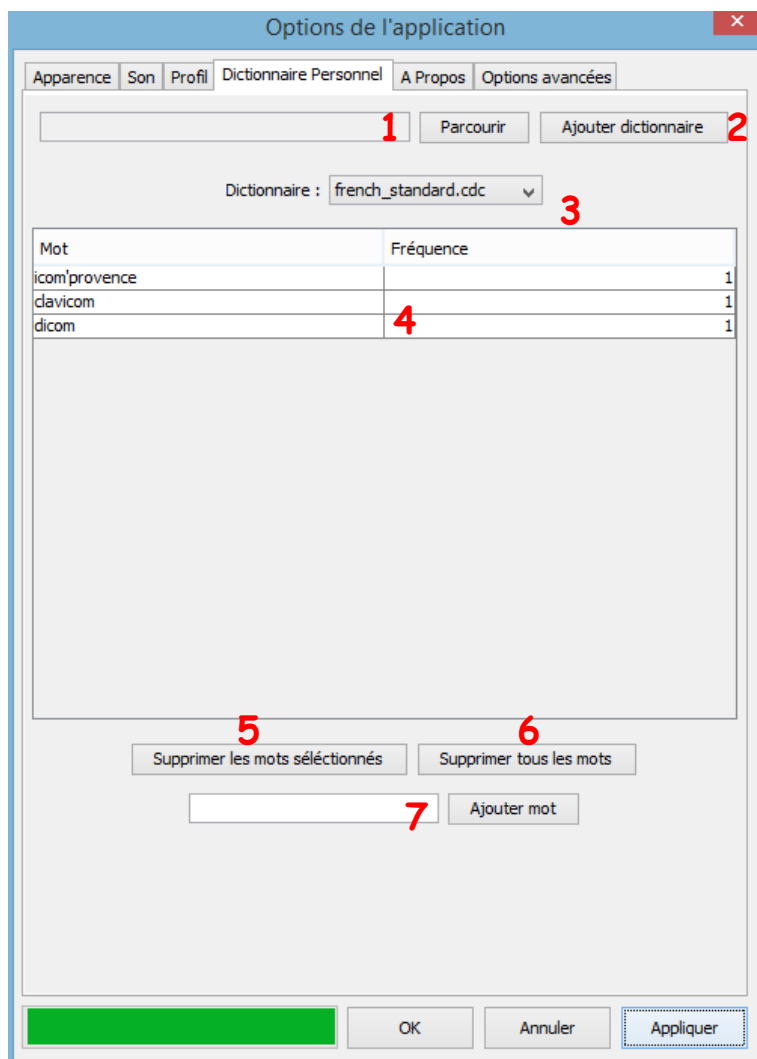 Options de l'application
Apparence Son Profil Dictionnaire Personnel A Propos Options avancées
1 Parcourir Ajouter dictionnaire 2
Dictionnaire : french_standard.cdc
3
Mot Fréquence
icom'provence 1
clavicom 1
dicom 4 1
5 6
Supprimer les mots séléctionnés Supprimer tous les mots
7 Ajouter mot
OK Annuler Appliquer